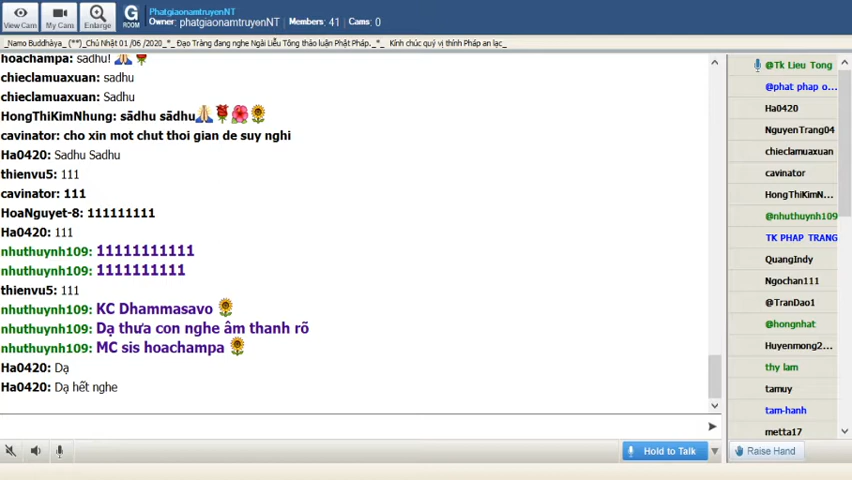 View Cam
My Cam
Enlarge
G
ROOM
PhatgiaonamtruyenNT
Owner: phatgiaonamtruyenNT Members: 41 Cams: 0
_Namo Buddhàya_ (**)_Chủ Nhật 01 /06 /2020_*_ Đạo Tràng đang nghe Ngài Liễu Tông thảo luận Phật Pháp._*_ Kính chúc quý vị thính Pháp an lạc_
hoachampa: sadhu! 🙏🌹
chieclamuaxuan: sadhu
chieclamuaxuan: Sadhu
HongThiKimNhung: sādhu sādhu🙏🌹🌺🌻
cavinator: cho xin mot chut thoi gian de suy nghi
Ha0420: Sadhu Sadhu
thienvu5: 111
cavinator: 111
HoaNguyet-8: 111111111
Ha0420: 111
nhuthuynh109: 11111111111
nhuthuynh109: 1111111111
thienvu5: 111
nhuthuynh109: KC Dhammasavo 🌻
nhuthuynh109: Dạ thưa con nghe âm thanh rõ
nhuthuynh109: MC sis hoachampa 🌻
Ha0420: Dạ
Ha0420: Dạ hết nghe
@Tk Lieu Tong
@phat phap o...
Ha0420
NguyenTrang04
chieclamuaxuan
cavinator
HongThiKimN...
@nhuthuynh109
TK PHAP TRANG
QuangIndy
Ngochan111
@TranDao1
@hongnhat
Huyenmong2...
thy lam
tamuy
tam-hanh
metta17
Hold to Talk
Raise Hand